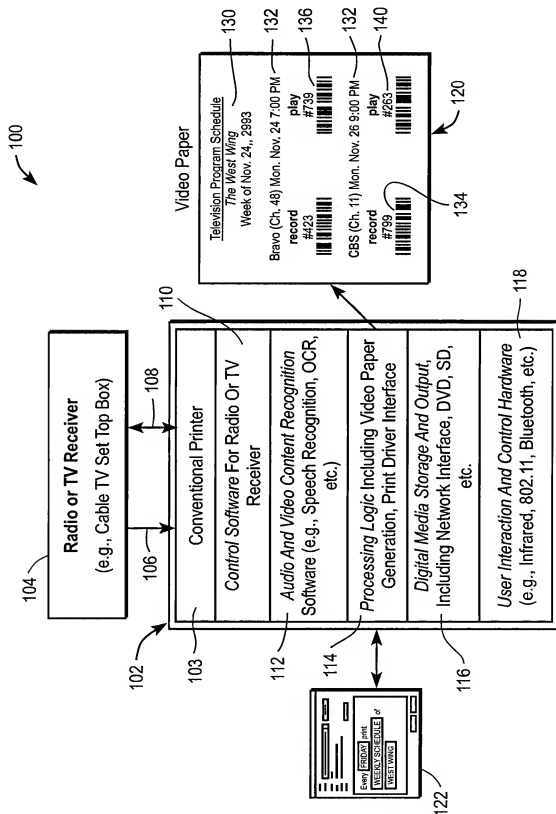 100
104
Radio or TV Receiver
(e.g., Cable TV Set Top Box)
106
108
102
103
Conventional Printer
110
Control Software For Radio Or TV
Receiver
112
Audio And Video Content Recognition
Software (e.g., Speech Recognition, OCR,
etc.)
114
Processing Logic Including Video Paper
Generation, Print Driver Interface
116
Digital Media Storage And Output,
Including Network Interface, DVD, SD,
etc.
118
User Interaction And Control Hardware
(e.g., Infrared, 802.11, Bluetooth, etc.)
122
Every FRIDAY print
WEEKLY SCHEDULE of
WEST WING
Video Paper
Television Program Schedule
The West Wing
Week of Nov. 24,, 2993
130
Bravo (Ch. 48) Mon. Nov, 24 7:00 PM
132
record
#423
play
#739
136
CBS (Ch. 11) Mon. Nov, 26 9:00 PM
132
record
#799
play
#263
134
140
120